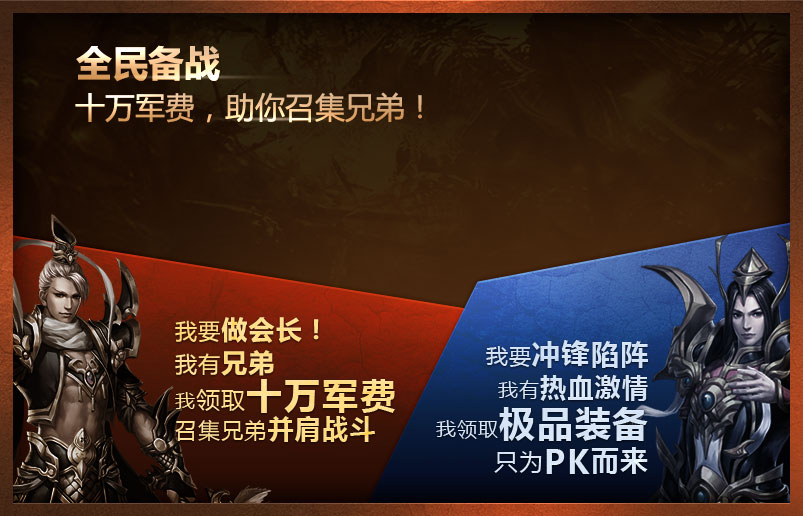 全民备战
十万军费，助你召集兄弟！
我要做会长！
我有兄弟
我领取十万军费
召集兄弟并肩战斗
我要冲锋陷阵
我有热血激情
我领取极品装备
只为PK而来